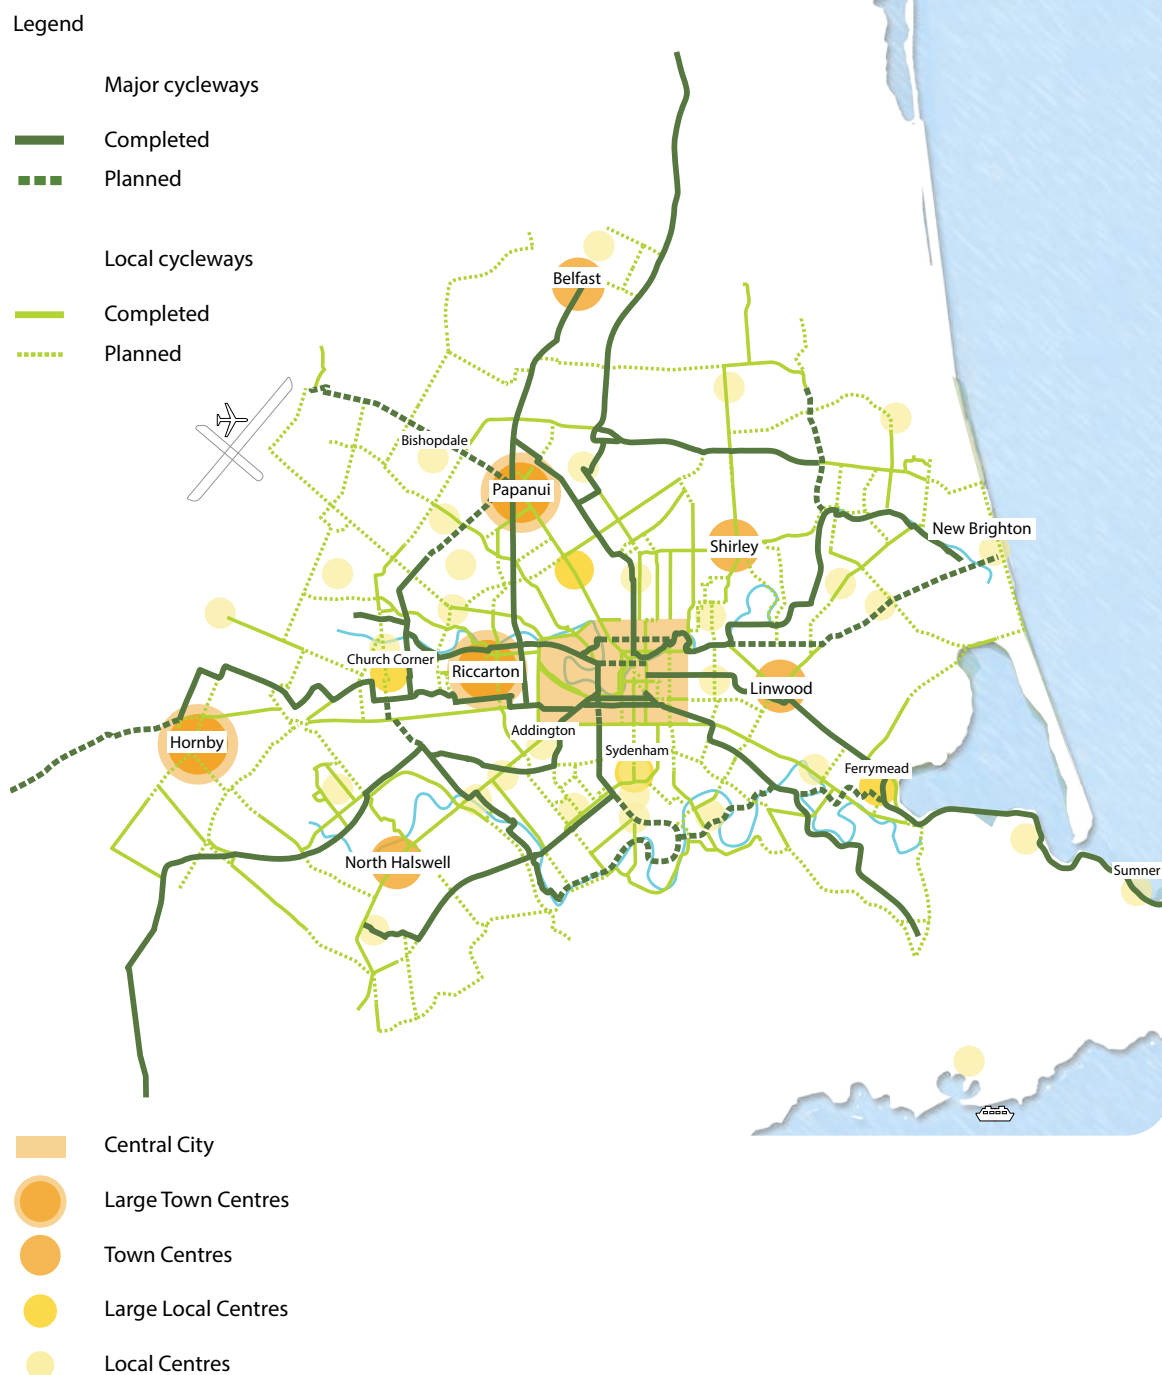 Legend
Major cycleways
Completed
Planned
Local cycleways
Completed
Planned
Belfast
Bishopdale
Papanui
New Brighton
Shirley
Church Corner
Riccarton
Linwood
Addington
Hornby
Sydenham
Ferrymead
North Halswell
Sumner
Central City
Large Town Centres
Town Centres
Large Local Centres
Local Centres